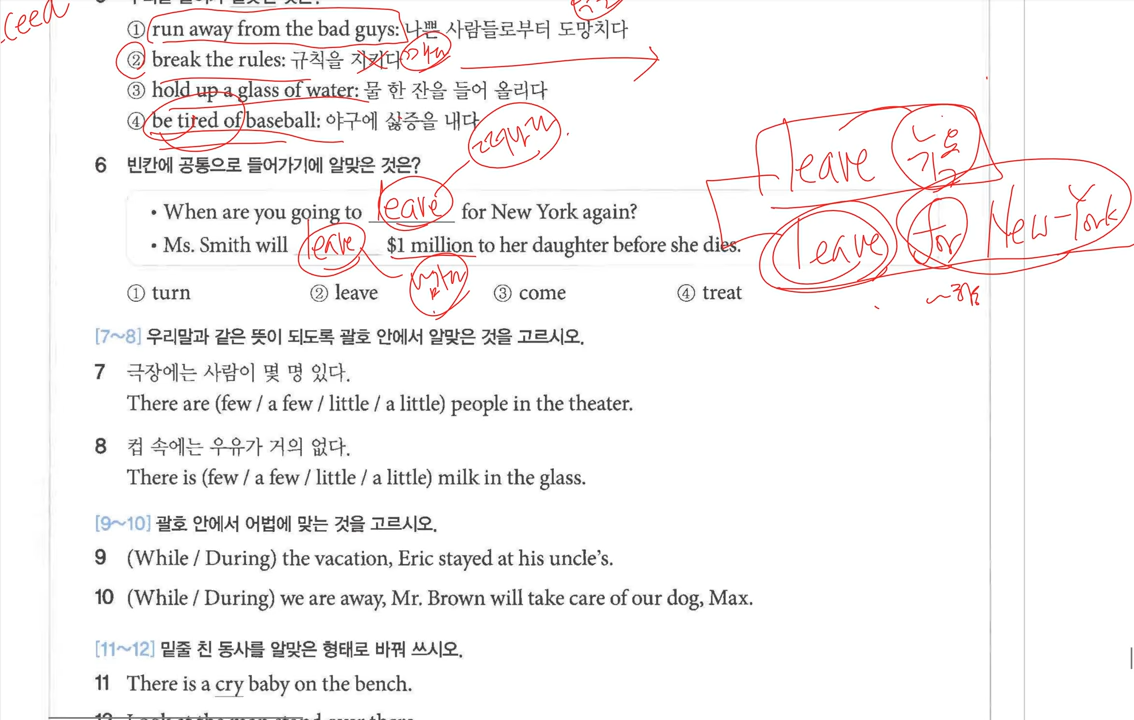 ceed
① run away from the bad guys: 나쁜 사람들로부터 도망치다
② break the rules: 규칙을 지키다
③ hold up a glass of water: 물 한 잔을 들어 올리다
④ be tired of baseball: 야구에 싫증을 내다
6 빈칸에 공통으로 들어가기에 알맞은 것은?
• When are you going to leave for New York again?
• Ms. Smith will leave $1 million to her daughter before she dies.
leave
leave for New-York
① turn ② leave ③ come ④ treat
[7~8] 우리말과 같은 뜻이 되도록 괄호 안에서 알맞은 것을 고르시오.
7 극장에는 사람이 몇 명 있다.
There are (few / a few / little / a little) people in the theater.
8 컵 속에는 우유가 거의 없다.
There is (few / a few / little / a little) milk in the glass.
[9~10] 괄호 안에서 어법에 맞는 것을 고르시오.
9 (While / During) the vacation, Eric stayed at his uncle's.
10 (While / During) we are away, Mr. Brown will take care of our dog, Max.
[11~12] 밑줄 친 동사를 알맞은 형태로 바꿔 쓰시오.
11 There is a cry baby on the bench.